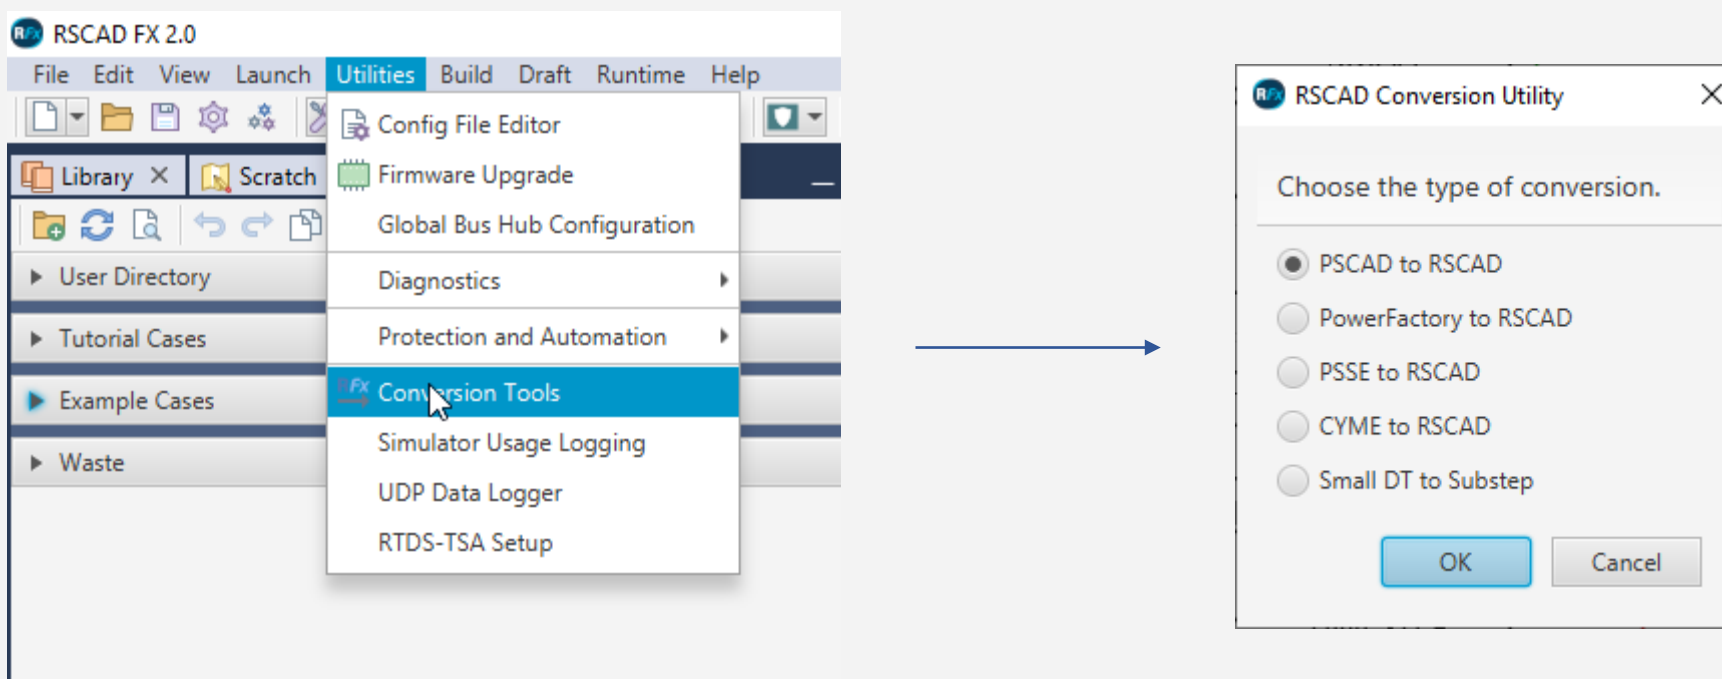 RFX RSCAD FX 2.0
File Edit View Launch Utilities Build Draft Runtime Help
Library Scratch
User Directory
Tutorial Cases
Example Cases
Waste
Config File Editor
Firmware Upgrade
Global Bus Hub Configuration
Diagnostics
Protection and Automation
Conversion Tools
Simulator Usage Logging
UDP Data Logger
RTDS-TSA Setup
RFX RSCAD Conversion Utility
Choose the type of conversion.
PSCAD to RSCAD
PowerFactory to RSCAD
PSSE to RSCAD
CYME to RSCAD
Small DT to Substep
OK Cancel